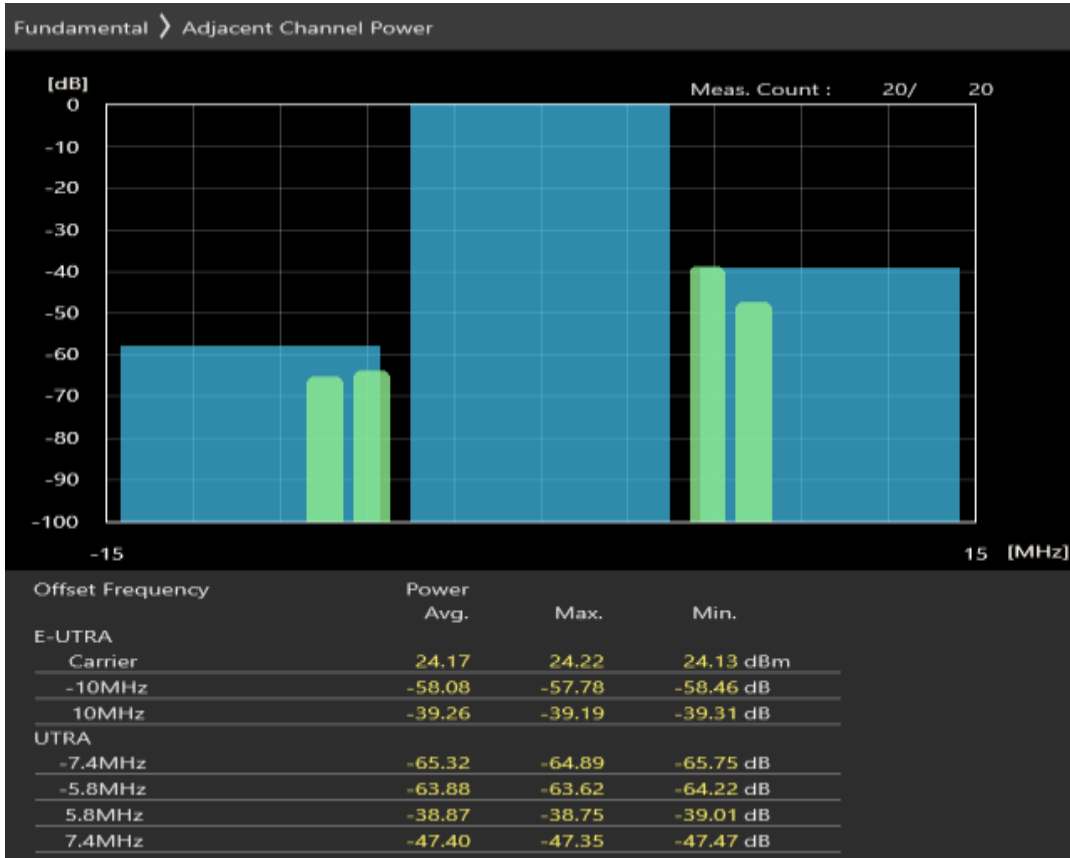 Fundamental 》 Adjacent Channel Power
[dB]
Meas. Count : 20/ 20
0
-10
-20
-30
-40
-50
-60
-70
-80
-90
-100
-15 15 [MHz]
Offset Frequency Power
Avg. Max. Min.
E-UTRA
Carrier 24.17 24.22 24.13 dBm
-10MHz -58.08 -57.78 -58.46 dB
10MHz -39.26 -39.19 -39.31 dB
UTRA
-7.4MHz -65.32 -64.89 -65.75 dB
-5.8MHz -63.88 -63.62 -64.22 dB
5.8MHz -38.87 -38.75 -39.01 dB
7.4MHz -47.40 -47.35 -47.47 dB